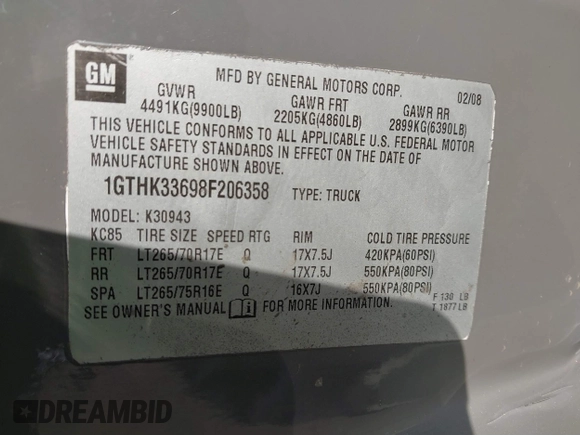 GM
MFD BY GENERAL MOTORS CORP. 02/08
GVWR GAWR FRT GAWR RR
4491KG(9900LB) 2205KG(4860LB) 2899KG(6390LB)
THIS VEHICLE CONFORMS TO ALL APPLICABLE U.S. FEDERAL MOTOR
VEHICLE SAFETY STANDARDS IN EFFECT ON THE DATE OF
MANUFACTURE SHOWN ABOVE.
1GTHK33698F206358 TYPE: TRUCK
MODEL: K30943
KC85 TIRE SIZE SPEED RTG RIM COLD TIRE PRESSURE
FRT LT265/70R17E Q 17X7.5J 420KPA(60PSI)
RR LT265/70R17E Q 17X7.5J 550KPA(80PSI)
SPA LT265/75R16E Q 16X7J 550KPA(80PSI)
SEE OWNER'S MANUAL FOR MORE INFORMATION.
F 130 LB
T 1877 LB
DREAMBID